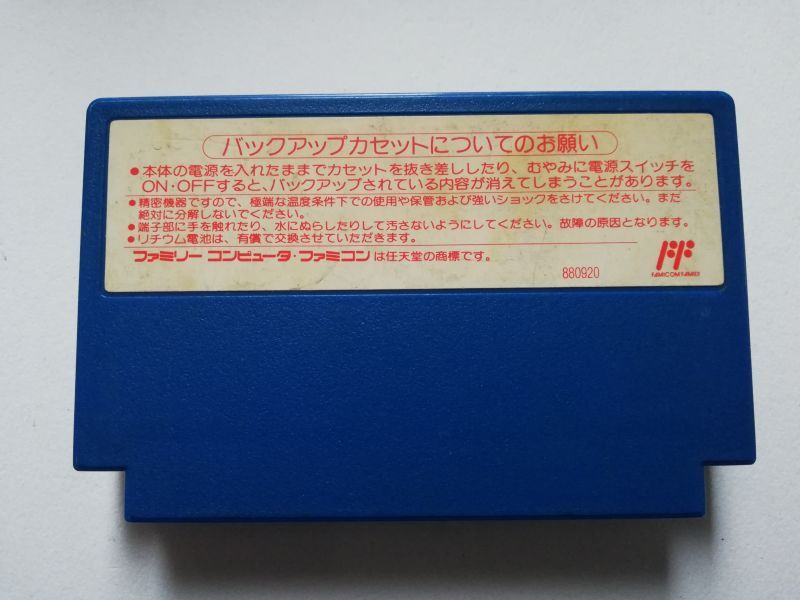 バックアップカセットについてのお願い
●本体の電源を入れたままでカセットを抜き差ししたり、むやみに電源スイッチを
ON・OFFすると、バックアップされている内容が消えてしまうことがあります。
●精密機器ですので、極端な温度条件下での使用や保管および強いショックをさけてください。また
絶対に分解しないでください。
●端子部に手を触れたり、水にぬらしたりして汚さないようにしてください。故障の原因となります。
●リチウム電池は、有償で交換させていただきます。
ファミリー コンピュータ・ファミコンは任天堂の商標です。
880920
FAMICOM FAMILY